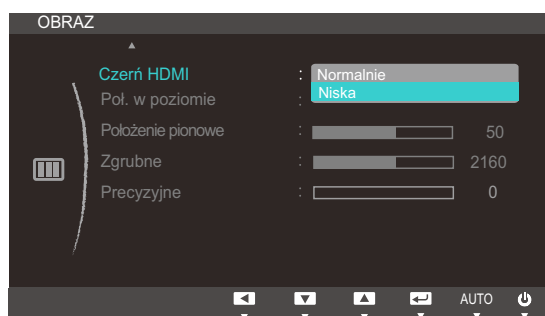 OBRAZ
Czerń HDMI : Normalnie
Niska
Poł. w poziomie :
Położenie pionowe : 50
Zgrubne : 2160
Precyzyjne : 0
AUTO